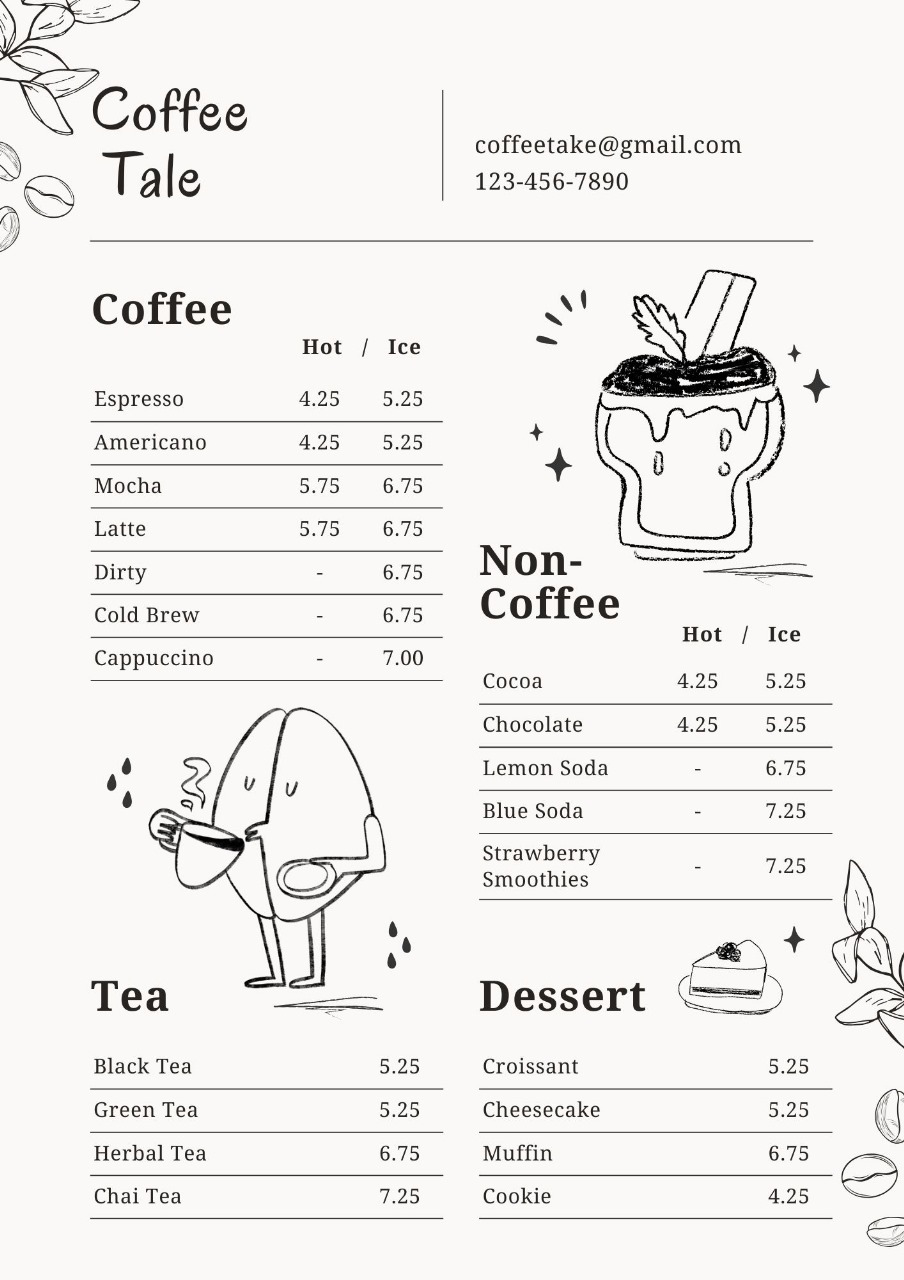 Coffee
Tale
coffeetake@gmail.com
123-456-7890
Coffee
Hot / Ice
Espresso 4.25 5.25
Americano 4.25 5.25
Mocha 5.75 6.75
Latte 5.75 6.75
Dirty - 6.75
Cold Brew - 6.75
Cappuccino - 7.00
Non-
Coffee
Hot / Ice
Cocoa 4.25 5.25
Chocolate 4.25 5.25
Lemon Soda - 6.75
Blue Soda - 7.25
Strawberry
Smoothies - 7.25
Tea
Black Tea 5.25
Green Tea 5.25
Herbal Tea 6.75
Chai Tea 7.25
Dessert
Croissant 5.25
Cheesecake 5.25
Muffin 6.75
Cookie 4.25